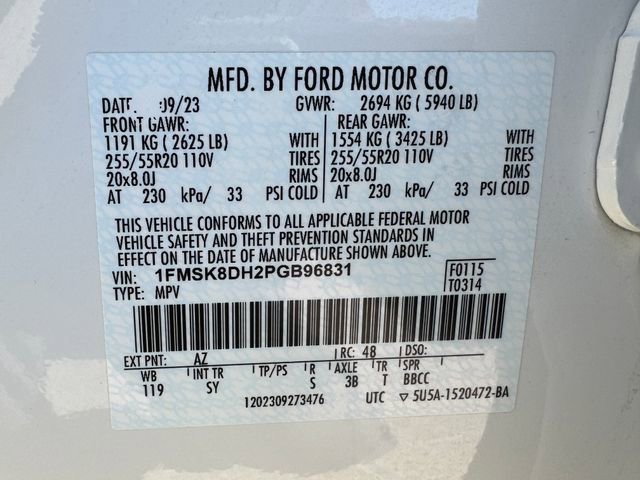 MFD. BY FORD MOTOR CO.
DATE: 09/23 GVWR: 2694 KG ( 5940 LB)
FRONT GAWR: REAR GAWR:
1191 KG ( 2625 LB) WITH 1554 KG ( 3425 LB) WITH
255/55R20 110V TIRES 255/55R20 110V TIRES
20x8.0J RIMS 20x8.0J RIMS
AT 230 kPa/ 33 PSI COLD AT 230 kPa/ 33 PSI COLD
THIS VEHICLE CONFORMS TO ALL APPLICABLE FEDERAL MOTOR
VEHICLE SAFETY AND THEFT PREVENTION STANDARDS IN
EFFECT ON THE DATE OF MANUFACTURE SHOWN ABOVE.
VIN: 1FMSK8DH2PGB96831 F0115
TYPE: MPV T0314
EXT PNT: AZ RC: 48 DSO:
WB INT TR TP/PS R AXLE TR SPR
119 SY S 3B T BBCC
1202309273476 UTC ▽ 5U5A-1520472-BA